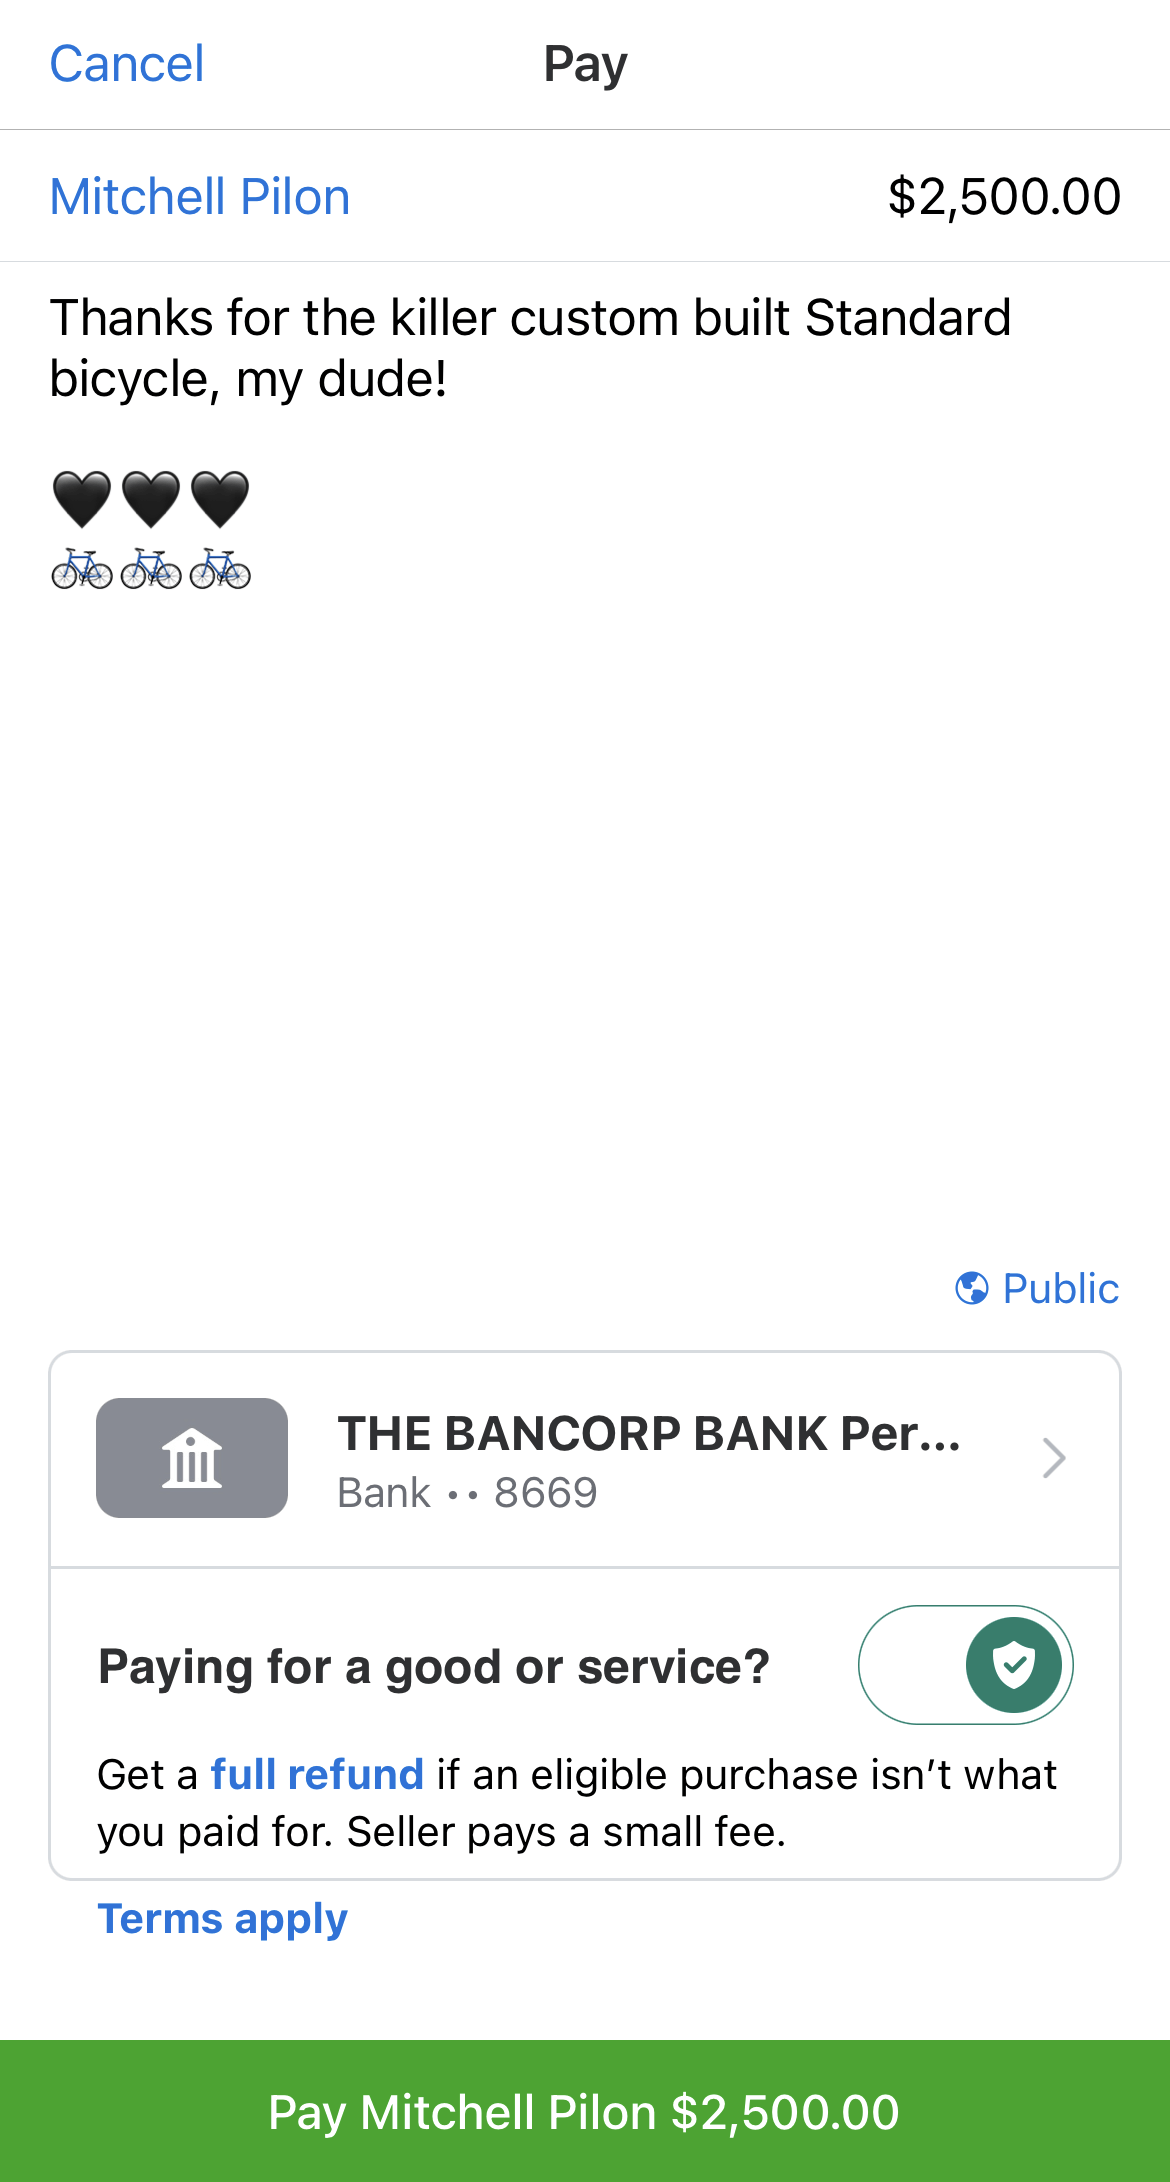 Cancel
Pay
Mitchell Pilon
$2,500.00
Thanks for the killer custom built Standard
bicycle, my dude!
🖤🖤🖤
🚲🚲🚲
Public
THE BANCORP BANK Per...
Bank •• 8669
Paying for a good or service?
Get a full refund if an eligible purchase isn’t what
you paid for. Seller pays a small fee.
Terms apply
Pay Mitchell Pilon $2,500.00